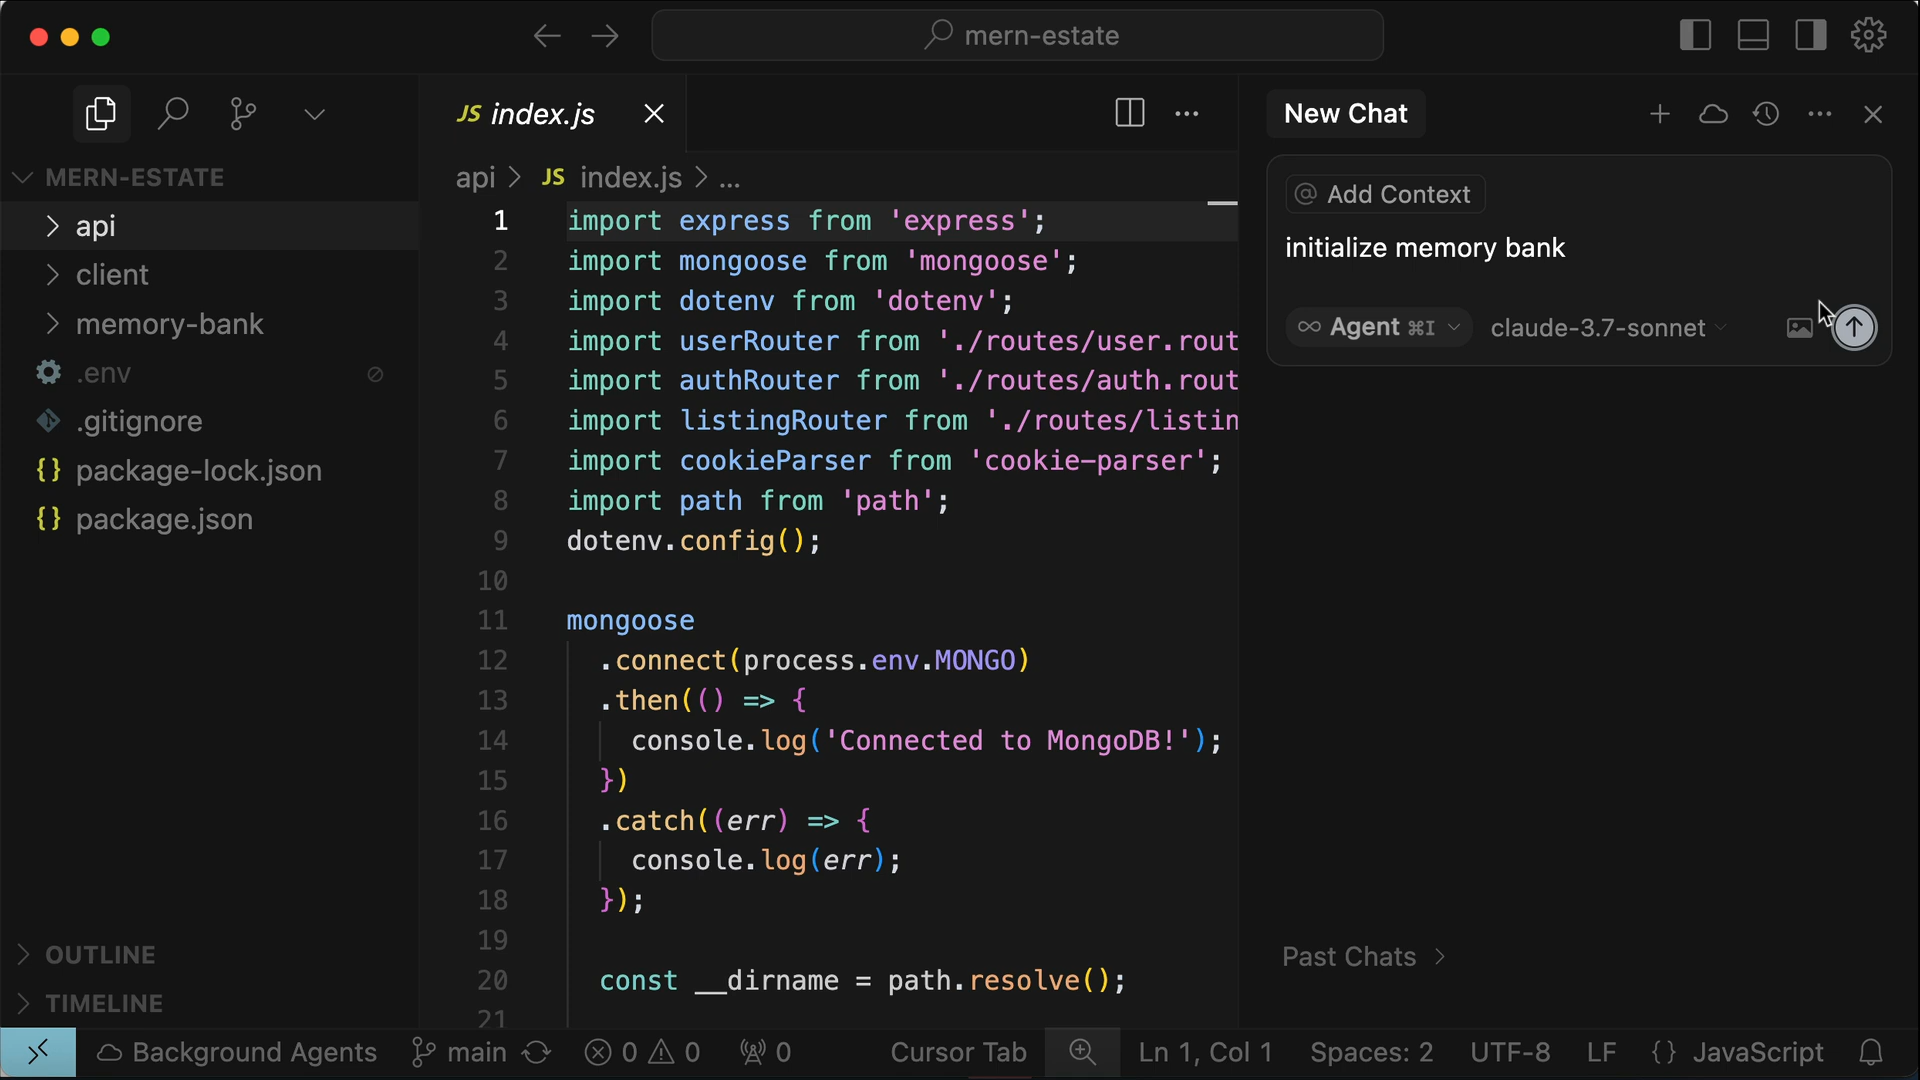 mern-estate
MERN-ESTATE
api
client
memory-bank
.env
.gitignore
{} package-lock.json
{} package.json
OUTLINE
TIMELINE
JS index.js
api > JS index.js > ...
1 import express from 'express';
2 import mongoose from 'mongoose';
3 import dotenv from 'dotenv';
4 import userRouter from './routes/user.rout
5 import authRouter from './routes/auth.rout
6 import listingRouter from './routes/listin
7 import cookieParser from 'cookie-parser';
8 import path from 'path';
9 dotenv.config();
10
11 mongoose
12 .connect(process.env.MONGO)
13 .then(() => {
14 console.log('Connected to MongoDB!');
15 })
16 .catch((err) => {
17 console.log(err);
18 });
19
20 const __dirname = path.resolve();
21
New Chat
@ Add Context
initialize memory bank
∞ Agent ⌘I claude-3.7-sonnet
Past Chats >
Background Agents main 0 0 0 Cursor Tab Ln 1, Col 1 Spaces: 2 UTF-8 LF {} JavaScript